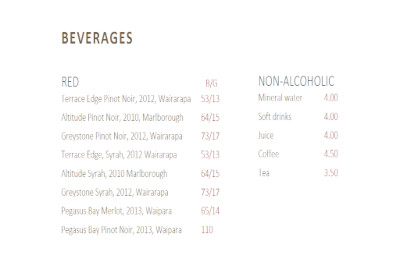 BEVERAGES
RED B/G
Terrace Edge Pinot Noir, 2012, Wairarapa 53/13
Altitude Pinot Noir, 2010, Marlborough 64/15
Greystone Pinot Noir, 2012, Wairarapa 73/17
Terrace Edge, Syrah, 2012 Wairarapa 53/13
Altitude Syrah, 2010 Marlborough 64/15
Greystone Syrah, 2012, Wairarapa 73/17
Pegasus Bay Merlot, 2013, Waipara 65/14
Pegasus Bay Pinot Noir, 2013, Waipara 110
NON-ALCOHOLIC
Mineral water 4.00
Soft drinks 4.00
Juice 4.00
Coffee 4.50
Tea 3.50